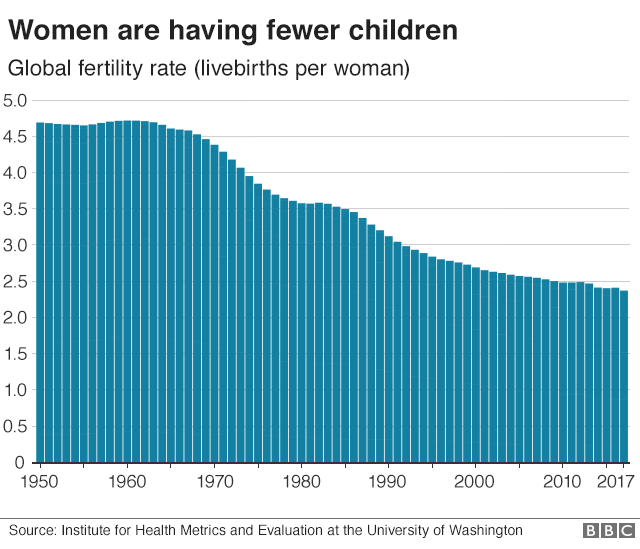 Women are having fewer children
Global fertility rate (livebirths per woman)
5.0
4.5
4.0
3.5
3.0
2.5
2.0
1.5
1.0
0.5
0
1950 1960 1970 1980 1990 2000 2010 2017
Source: Institute for Health Metrics and Evaluation at the University of Washington BBC